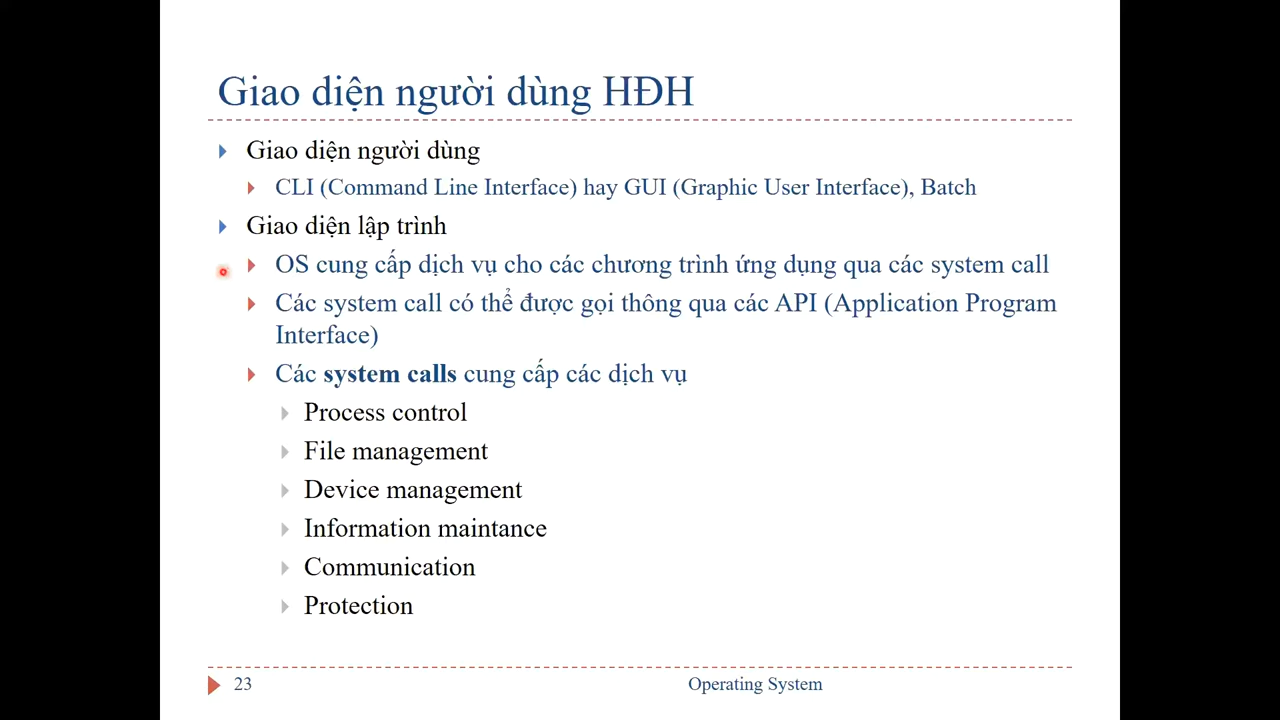 Giao diện người dùng HĐH
Giao diện người dùng
CLI (Command Line Interface) hay GUI (Graphic User Interface), Batch
Giao diện lập trình
OS cung cấp dịch vụ cho các chương trình ứng dụng qua các system call
Các system call có thể được gọi thông qua các API (Application Program
Interface)
Các system calls cung cấp các dịch vụ
Process control
File management
Device management
Information maintance
Communication
Protection
23
Operating System